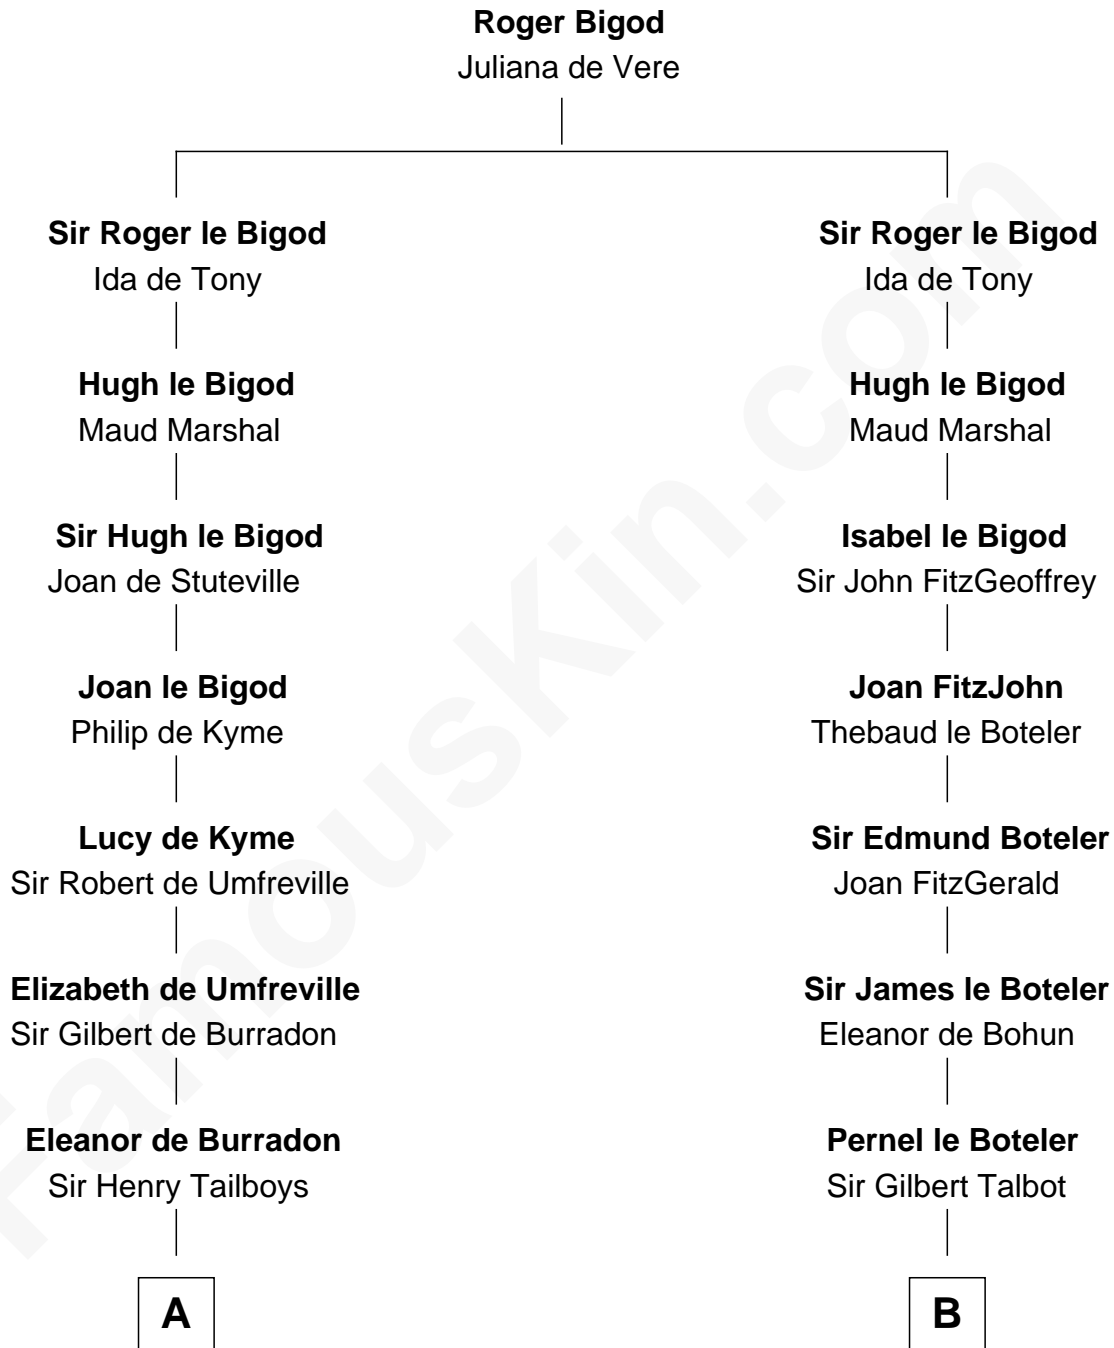 Roger Bigod
Juliana de Vere
Sir Roger le Bigod
Ida de Tony
Hugh le Bigod
Maud Marshal
Sir Hugh le Bigod
Joan de Stuteville
Joan le Bigod
Philip de Kyme
Lucy de Kyme
Sir Robert de Umfreville
Elizabeth de Umfreville
Sir Gilbert de Burradon
Eleanor de Burradon
Sir Henry Tailboys
A
Sir Roger le Bigod
Ida de Tony
Hugh le Bigod
Maud Marshal
Isabel le Bigod
Sir John FitzGeoffrey
Joan FitzJohn
Thebaud le Boteler
Sir Edmund Boteler
Joan FitzGerald
Sir James le Boteler
Eleanor de Bohun
Pernel le Boteler
Sir Gilbert Talbot
B
FamousKin.com